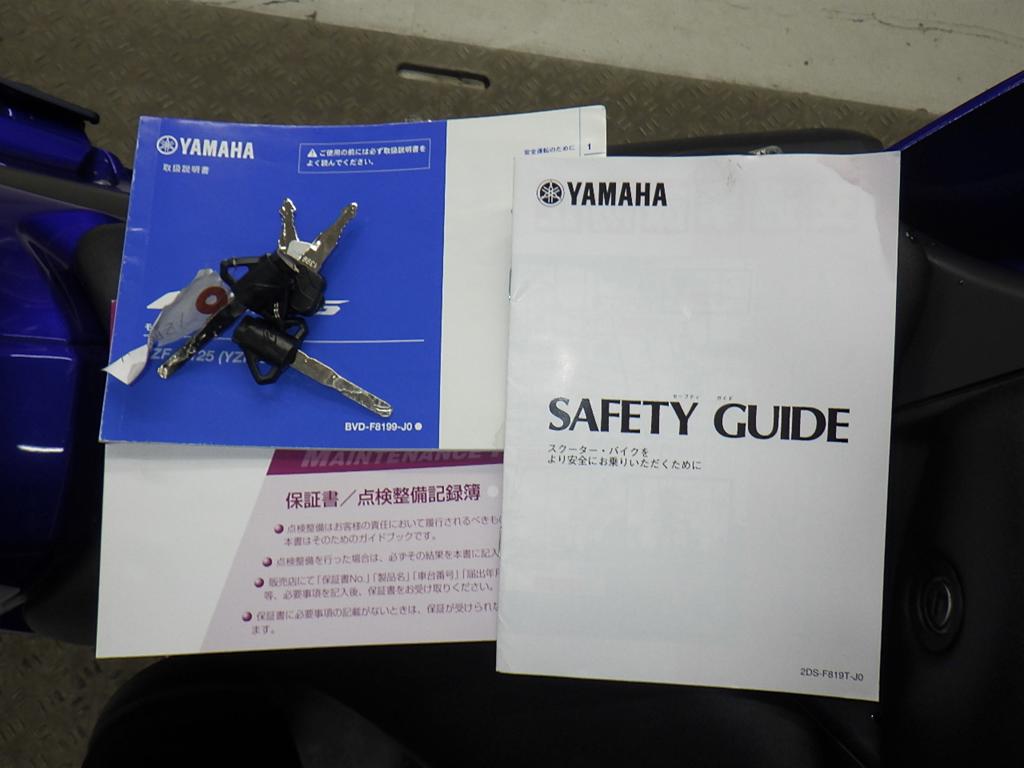 YAMAHA
取扱説明書
ご使用の前には必ず取扱説明書を
よく読んでください。
安全運転のために
1
BVD-F8199-J0
MAINTENANCE
保証書／点検整備記録簿
点検整備はお客様の責任において履行されるべきも
本書はそのためのガイドブックです。
点検整備を行った場合は、必ずその結果を本書に記入
販売店にて「保証書No.」「製品名」「車台番号」「届出年月
等、必要事項を記入後、保証書をお受け取りください。
保証書に必要事項の記載がないときは、保証が受けられな
ます。
YAMAHA
セーフティ ガイド
SAFETY GUIDE
スクーター・バイクを
より安全にお乗りいただくために
2DS-F819T-J0